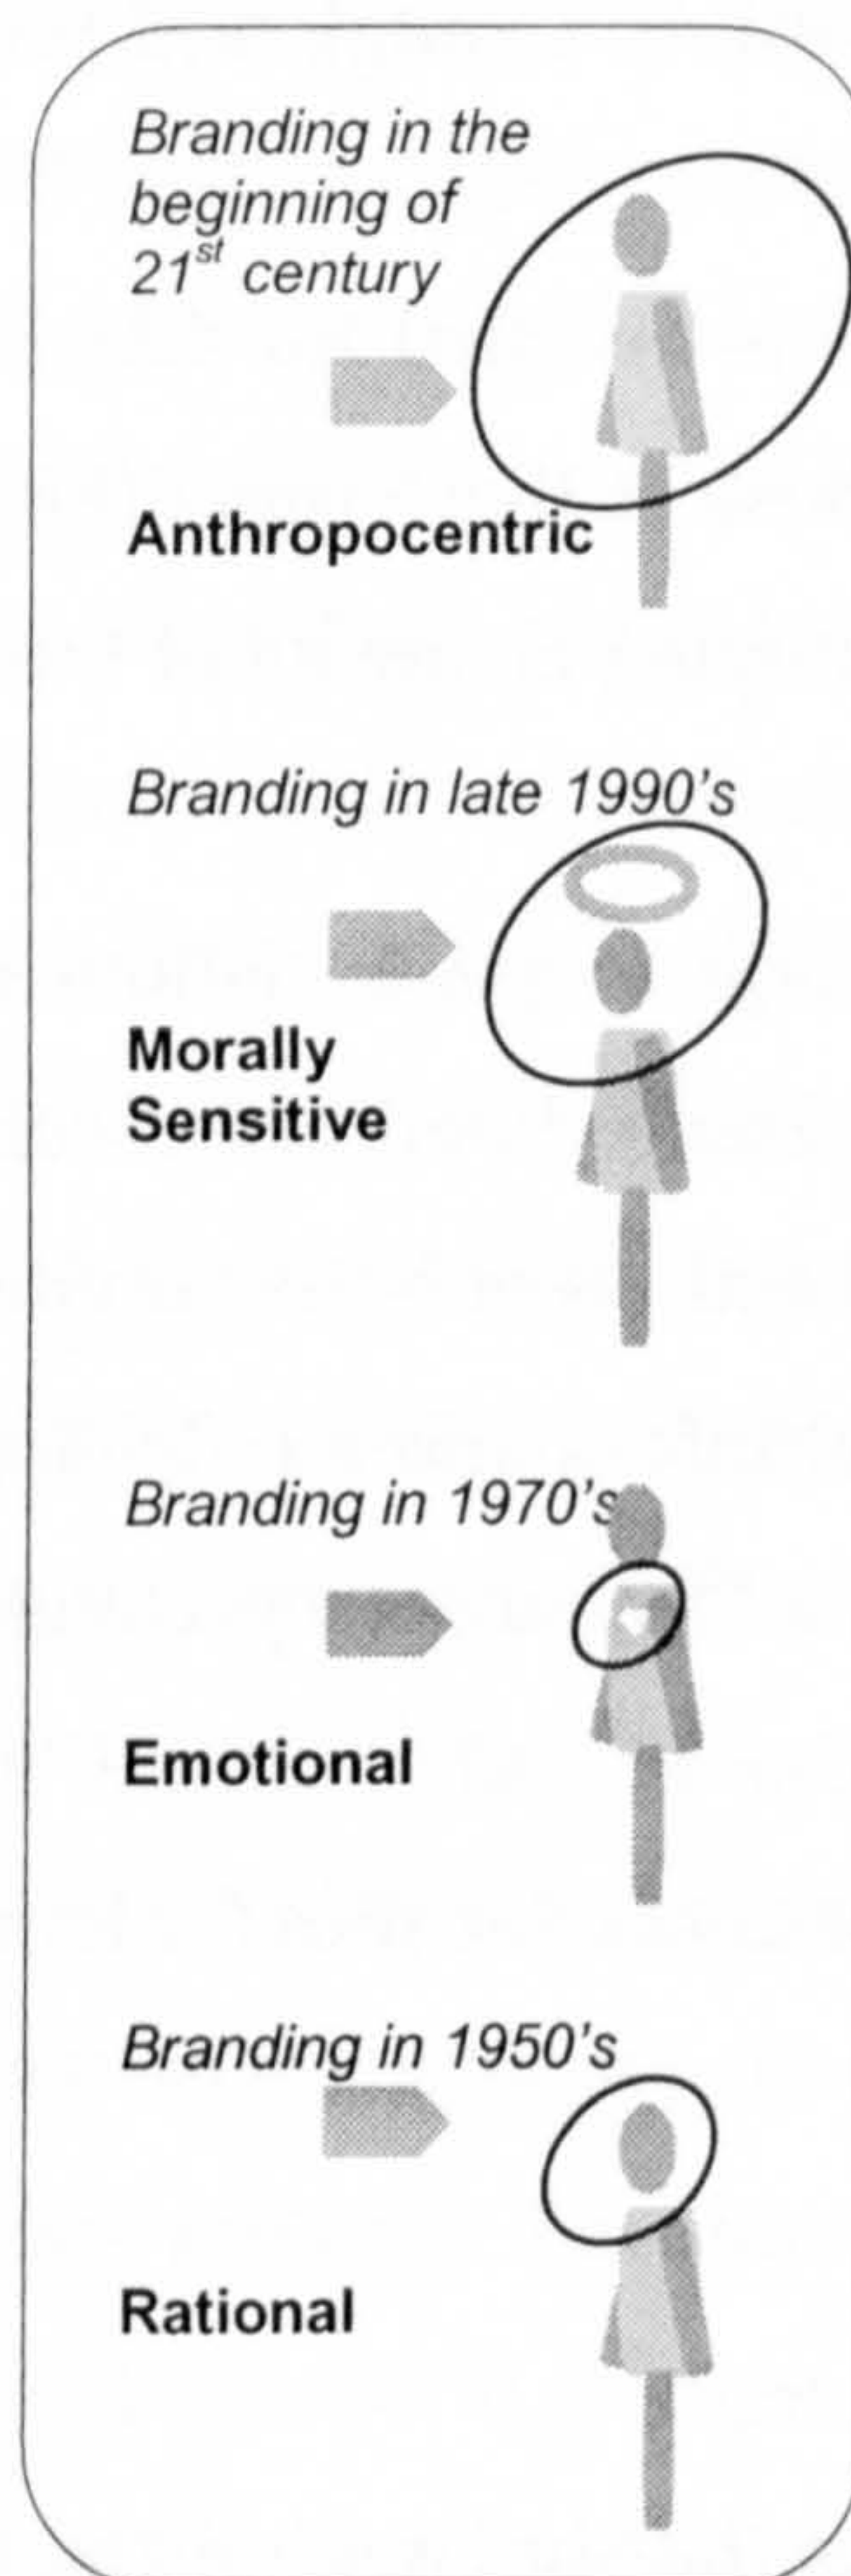 Branding in the
beginning of
21st century
Anthropocentric
Branding in late 1990's
Morally
Sensitive
Branding in 1970's
Emotional
Branding in 1950's
Rational